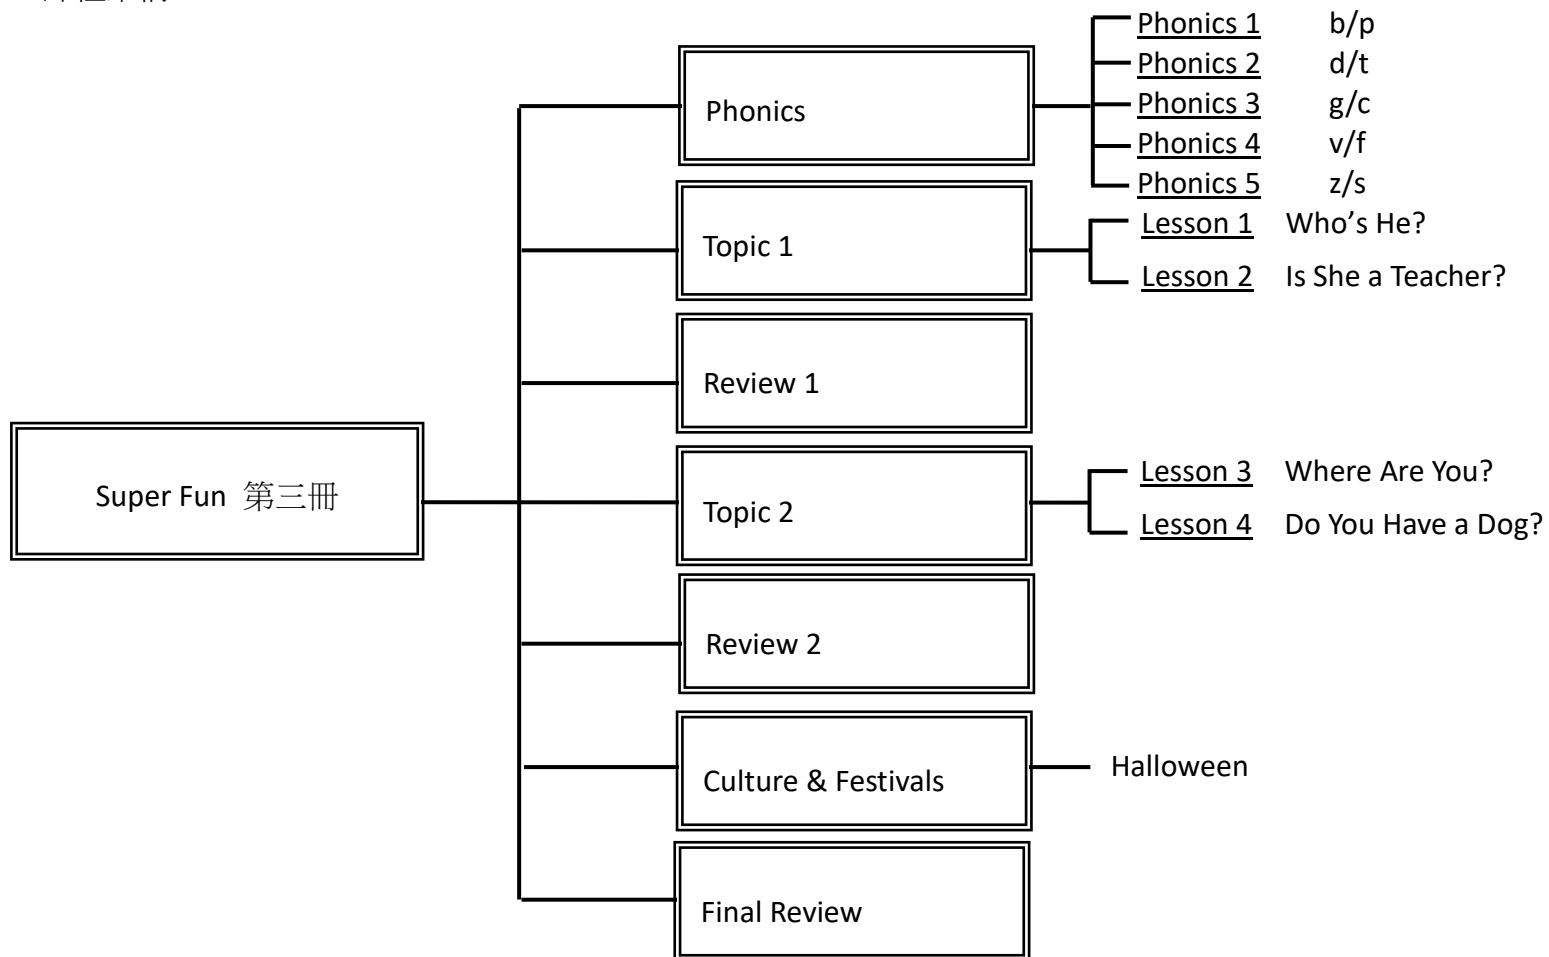 Phonics 1 b/p
Phonics 2 d/t
Phonics 3 g/c
Phonics 4 v/f
Phonics 5 z/s
Phonics
Topic 1
Lesson 1 Who’s He?
Lesson 2 Is She a Teacher?
Review 1
Super Fun 第三冊
Topic 2
Lesson 3 Where Are You?
Lesson 4 Do You Have a Dog?
Review 2
Culture & Festivals
Halloween
Final Review